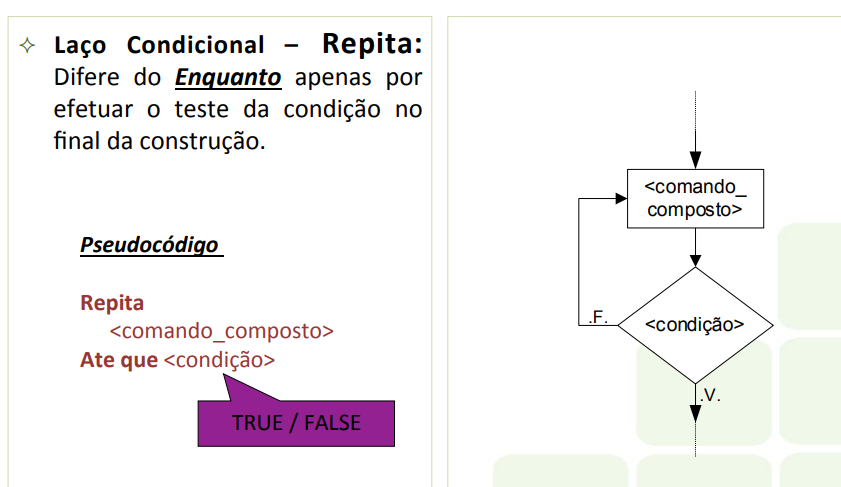 Laço Condicional – Repita:
Difere do Enquanto apenas por
efetuar o teste da condição no
final da construção.
Pseudocódigo
Repita
<comando_composto>
Ate que <condição>
TRUE / FALSE
<comando_
composto>
.F.
<condição>
.V.